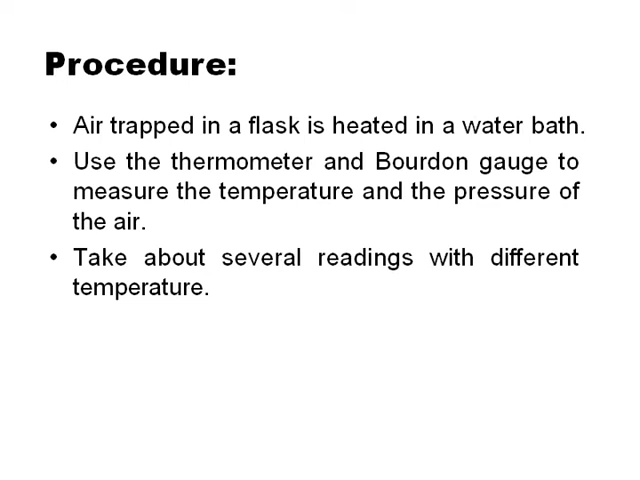 Procedure:
• Air trapped in a flask is heated in a water bath.
• Use the thermometer and Bourdon gauge to
measure the temperature and the pressure of
the air.
• Take about several readings with different
temperature.